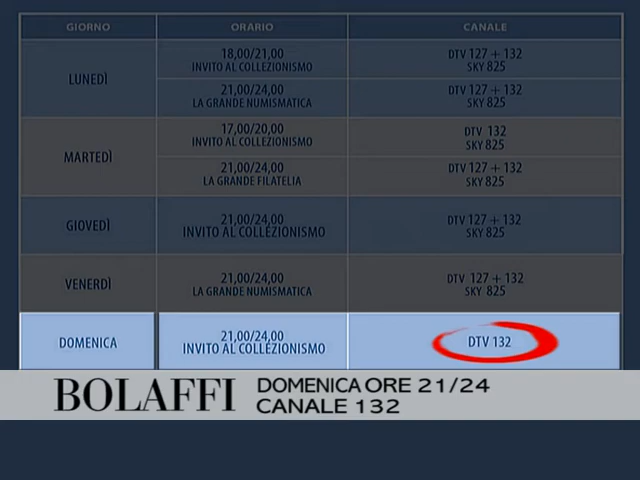 GIORNO ORARIO CANALE
LUNEDÌ
18,00/21,00
INVITO AL COLLEZIONISMO
DTV 127 + 132
SKY 825
21,00/24,00
LA GRANDE NUMISMATICA
DTV 127 + 132
SKY 825
MARTEDÌ
17,00/20,00
INVITO AL COLLEZIONISMO
DTV 132
SKY 825
21,00/24,00
LA GRANDE FILATELIA
DTV 127 + 132
SKY 825
GIOVEDÌ
21,00/24,00
INVITO AL COLLEZIONISMO
DTV 127 + 132
SKY 825
VENERDÌ
21,00/24,00
LA GRANDE NUMISMATICA
DTV 127 + 132
SKY 825
DOMENICA
21,00/24,00
INVITO AL COLLEZIONISMO
DTV 132
BOLAFFI
DOMENICA ORE 21/24
CANALE 132